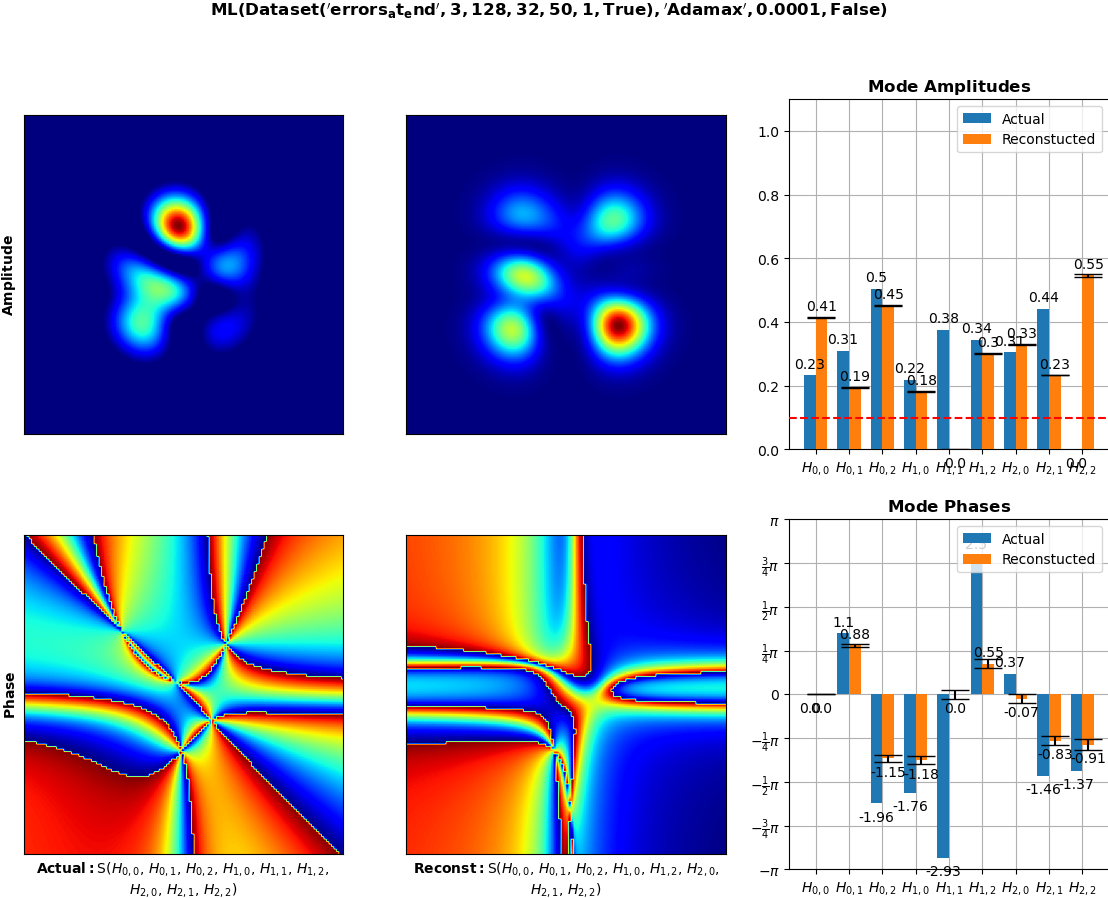 ML(Dataset('errors_at_end', 3, 128, 32, 50, 1, True), 'Adamax', 0.0001, False)
Amplitude
Mode Amplitudes
Actual
Reconstucted
1.0
0.8
0.6
0.4
0.2
0.0
0.23
0.41
0.31
0.19
0.5
0.45
0.22
0.18
0.38
0.0
0.34
0.3
0.31
0.33
0.44
0.23
0.0
0.55
H0,0 H0,1 H0,2 H1,0 H1,1 H1,2 H2,0 H2,1 H2,2
Phase
Mode Phases
Actual
Reconstucted
π
3/4π
1/2π
1/4π
0
−1/4π
−1/2π
−3/4π
−π
0.0
0.0
1.1
0.88
-1.96
-1.15
-1.76
-1.18
-2.93
0.0
0.55
0.37
-0.07
-1.46
-0.83
-1.37
-0.91
H0,0 H0,1 H0,2 H1,0 H1,1 H1,2 H2,0 H2,1 H2,2
Actual: S(H0,0, H0,1, H0,2, H1,0, H1,1, H1,2,
H2,0, H2,1, H2,2)
Reconst: S(H0,0, H0,1, H0,2, H1,0, H1,2, H2,0,
H2,1, H2,2)